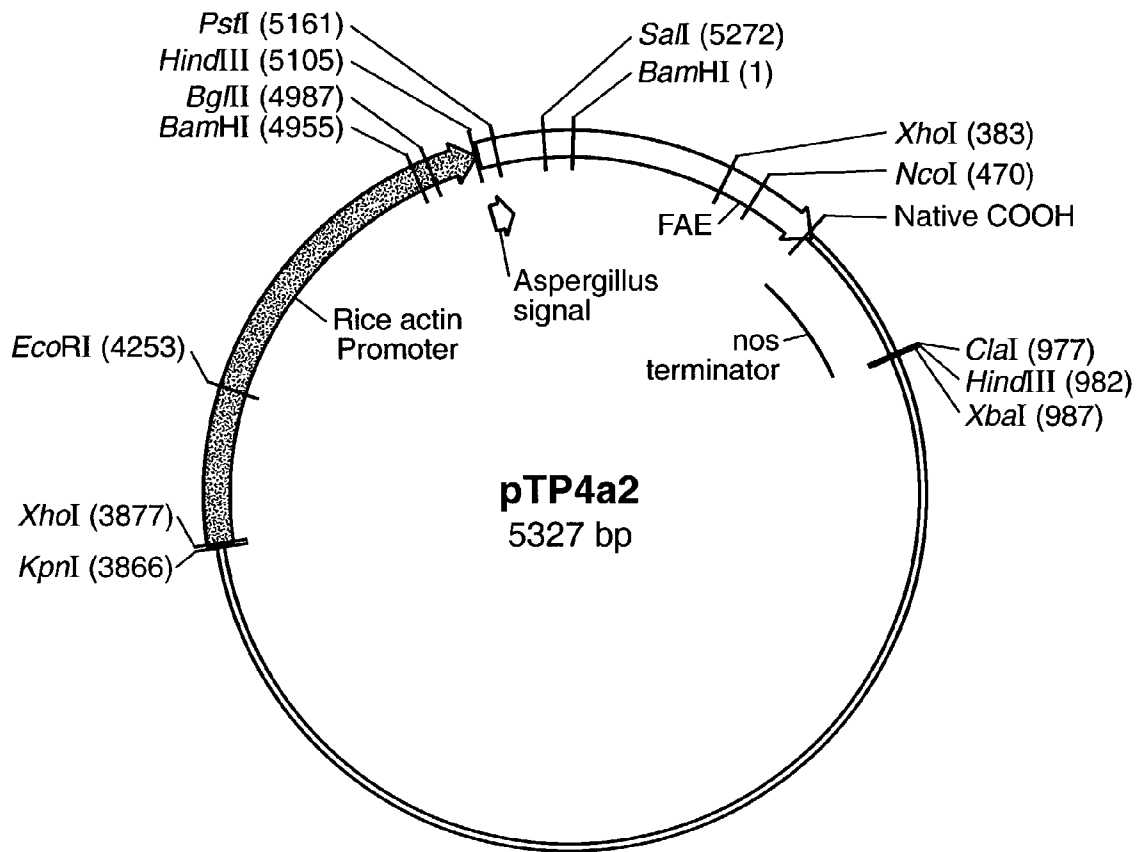 PstI (5161)
HindIII (5105)
BglII (4987)
BamHI (4955)
SalI (5272)
BamHI (1)
XhoI (383)
NcoI (470)
Native COOH
FAE
Aspergillus
signal
Rice actin
Promoter
nos
terminator
EcoRI (4253)
ClaI (977)
HindIII (982)
XbaI (987)
pTP4a2
5327 bp
XhoI (3877)
KpnI (3866)